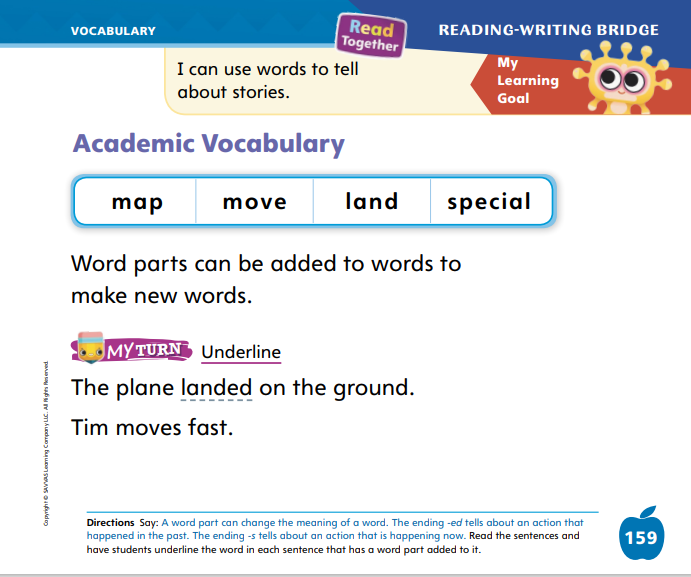 VOCABULARY
Read
Together
READING-WRITING BRIDGE
I can use words to tell
about stories.
My
Learning
Goal
Academic Vocabulary
map move land special
Word parts can be added to words to
make new words.
MY TURN Underline
The plane landed on the ground.
Tim moves fast.
Copyright © SAVVAS Learning Company LLC. All Rights Reserved.
Directions Say: A word part can change the meaning of a word. The ending -ed tells about an action that
happened in the past. The ending -s tells about an action that is happening now. Read the sentences and
have students underline the word in each sentence that has a word part added to it.
159